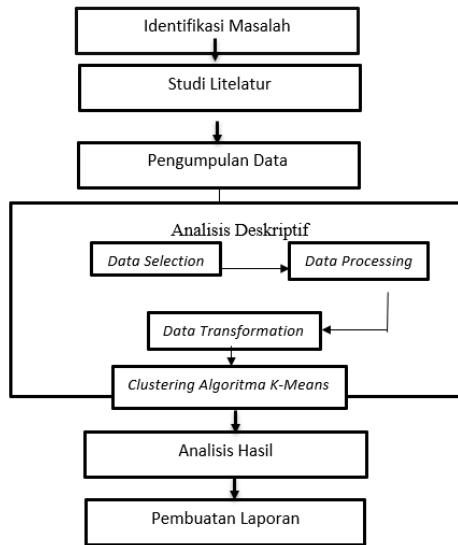 Identifikasi Masalah
Studi Litelatur
Pengumpulan Data
Analisis Deskriptif
Data Selection
Data Processing
Data Transformation
Clustering Algoritma K-Means
Analisis Hasil
Pembuatan Laporan